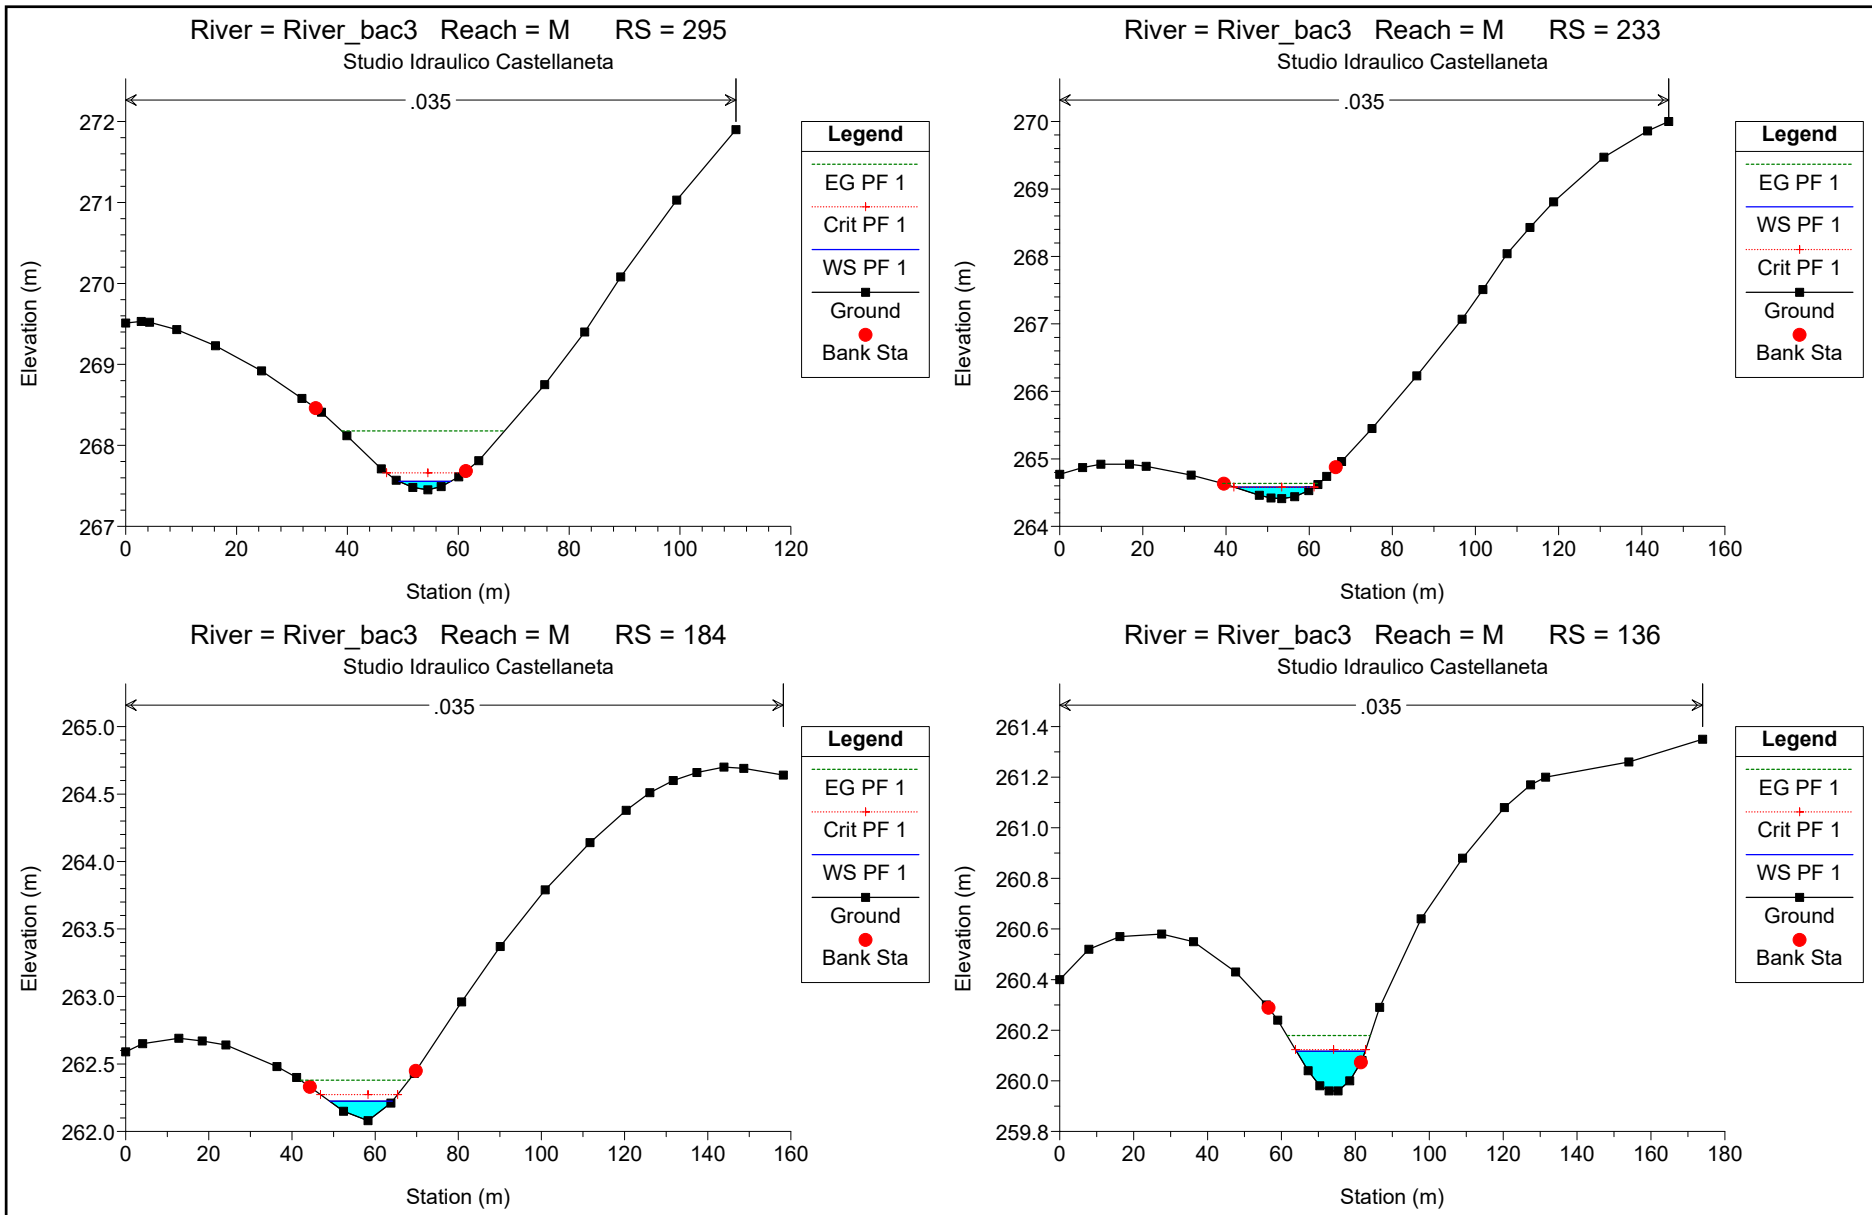 River = River_bac3 Reach = M RS = 295
Studio Idraulico Castellaneta
.035
272
271
270
269
268
267
0 20 40 60 80 100 120
Elevation (m)
Station (m)
Legend
EG PF 1
Crit PF 1
WS PF 1
Ground
Bank Sta
River = River_bac3 Reach = M RS = 233
Studio Idraulico Castellaneta
.035
270
269
268
267
266
265
264
0 20 40 60 80 100 120 140 160
Elevation (m)
Station (m)
Legend
EG PF 1
WS PF 1
Crit PF 1
Ground
Bank Sta
River = River_bac3 Reach = M RS = 184
Studio Idraulico Castellaneta
.035
265.0
264.5
264.0
263.5
263.0
262.5
262.0
0 20 40 60 80 100 120 140 160
Elevation (m)
Station (m)
Legend
EG PF 1
Crit PF 1
WS PF 1
Ground
Bank Sta
River = River_bac3 Reach = M RS = 136
Studio Idraulico Castellaneta
.035
261.4
261.2
261.0
260.8
260.6
260.4
260.2
260.0
259.8
0 20 40 60 80 100 120 140 160 180
Elevation (m)
Station (m)
Legend
EG PF 1
Crit PF 1
WS PF 1
Ground
Bank Sta